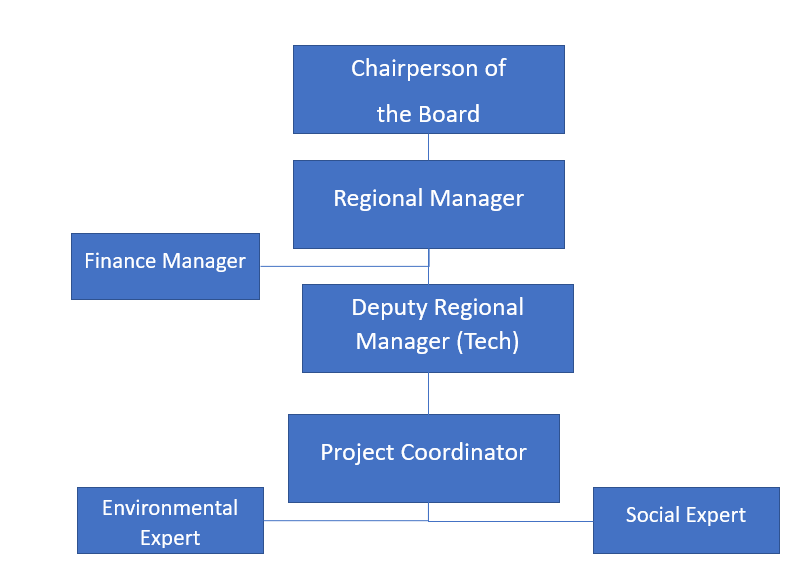 Chairperson of
the Board
Regional Manager
Finance Manager
Deputy Regional
Manager (Tech)
Project Coordinator
Environmental
Expert
Social Expert